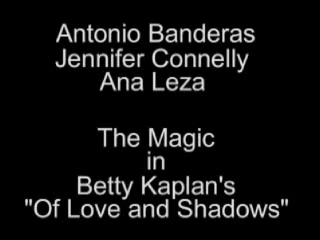 Antonio Banderas
Jennifer Connelly
Ana Leza
The Magic
in
Betty Kaplan's
"Of Love and Shadows"